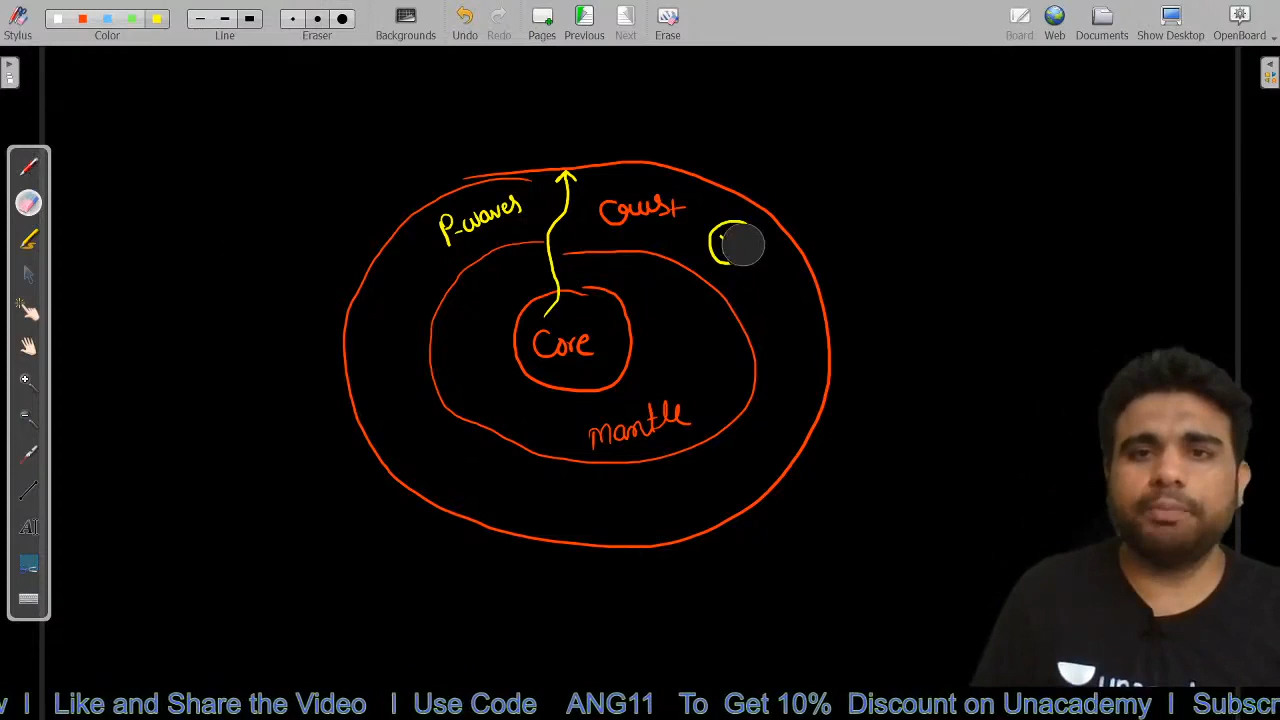 Stylus Color Line Eraser Backgrounds Undo Redo Pages Previous Next Erase Board Web Documents Show Desktop OpenBoard
P-waves
Crust
Core
Mantle
I Like and Share the Video I Use Code ANG11 To Get 10% Discount on Unacademy I Subscr